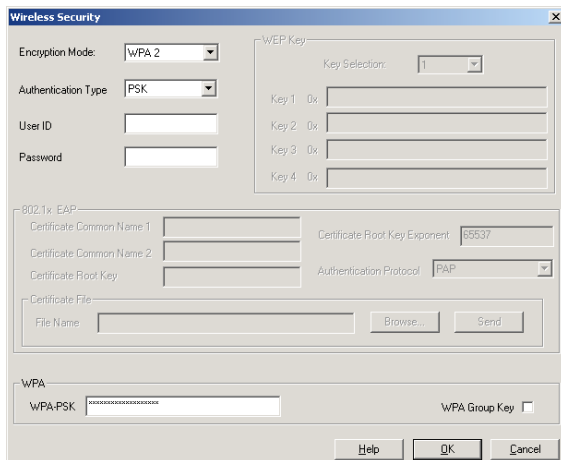 Wireless Security
Encryption Mode: WPA 2
Authentication Type PSK
User ID
Password
WEP Key
Key Selection: 1
Key 1 0x
Key 2 0x
Key 3 0x
Key 4 0x
802.1x EAP
Certificate Common Name 1
Certificate Common Name 2
Certificate Root Key
Certificate Root Key Exponent 65537
Authentication Protocol PAP
Certificate File
File Name
Browse...
Send
WPA
WPA-PSK ******************
WPA Group Key
Help
OK
Cancel